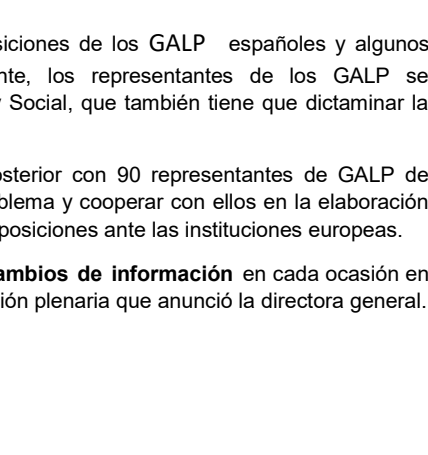 siciones de los GALP españoles y algunos
nte, los representantes de los GALP se
Social, que también tiene que dictaminar la
osterior con 90 representantes de GALP de
blema y cooperar con ellos en la elaboración
posiciones ante las instituciones europeas.
ambios de información en cada ocasión en
ión plenaria que anunció la directora general.